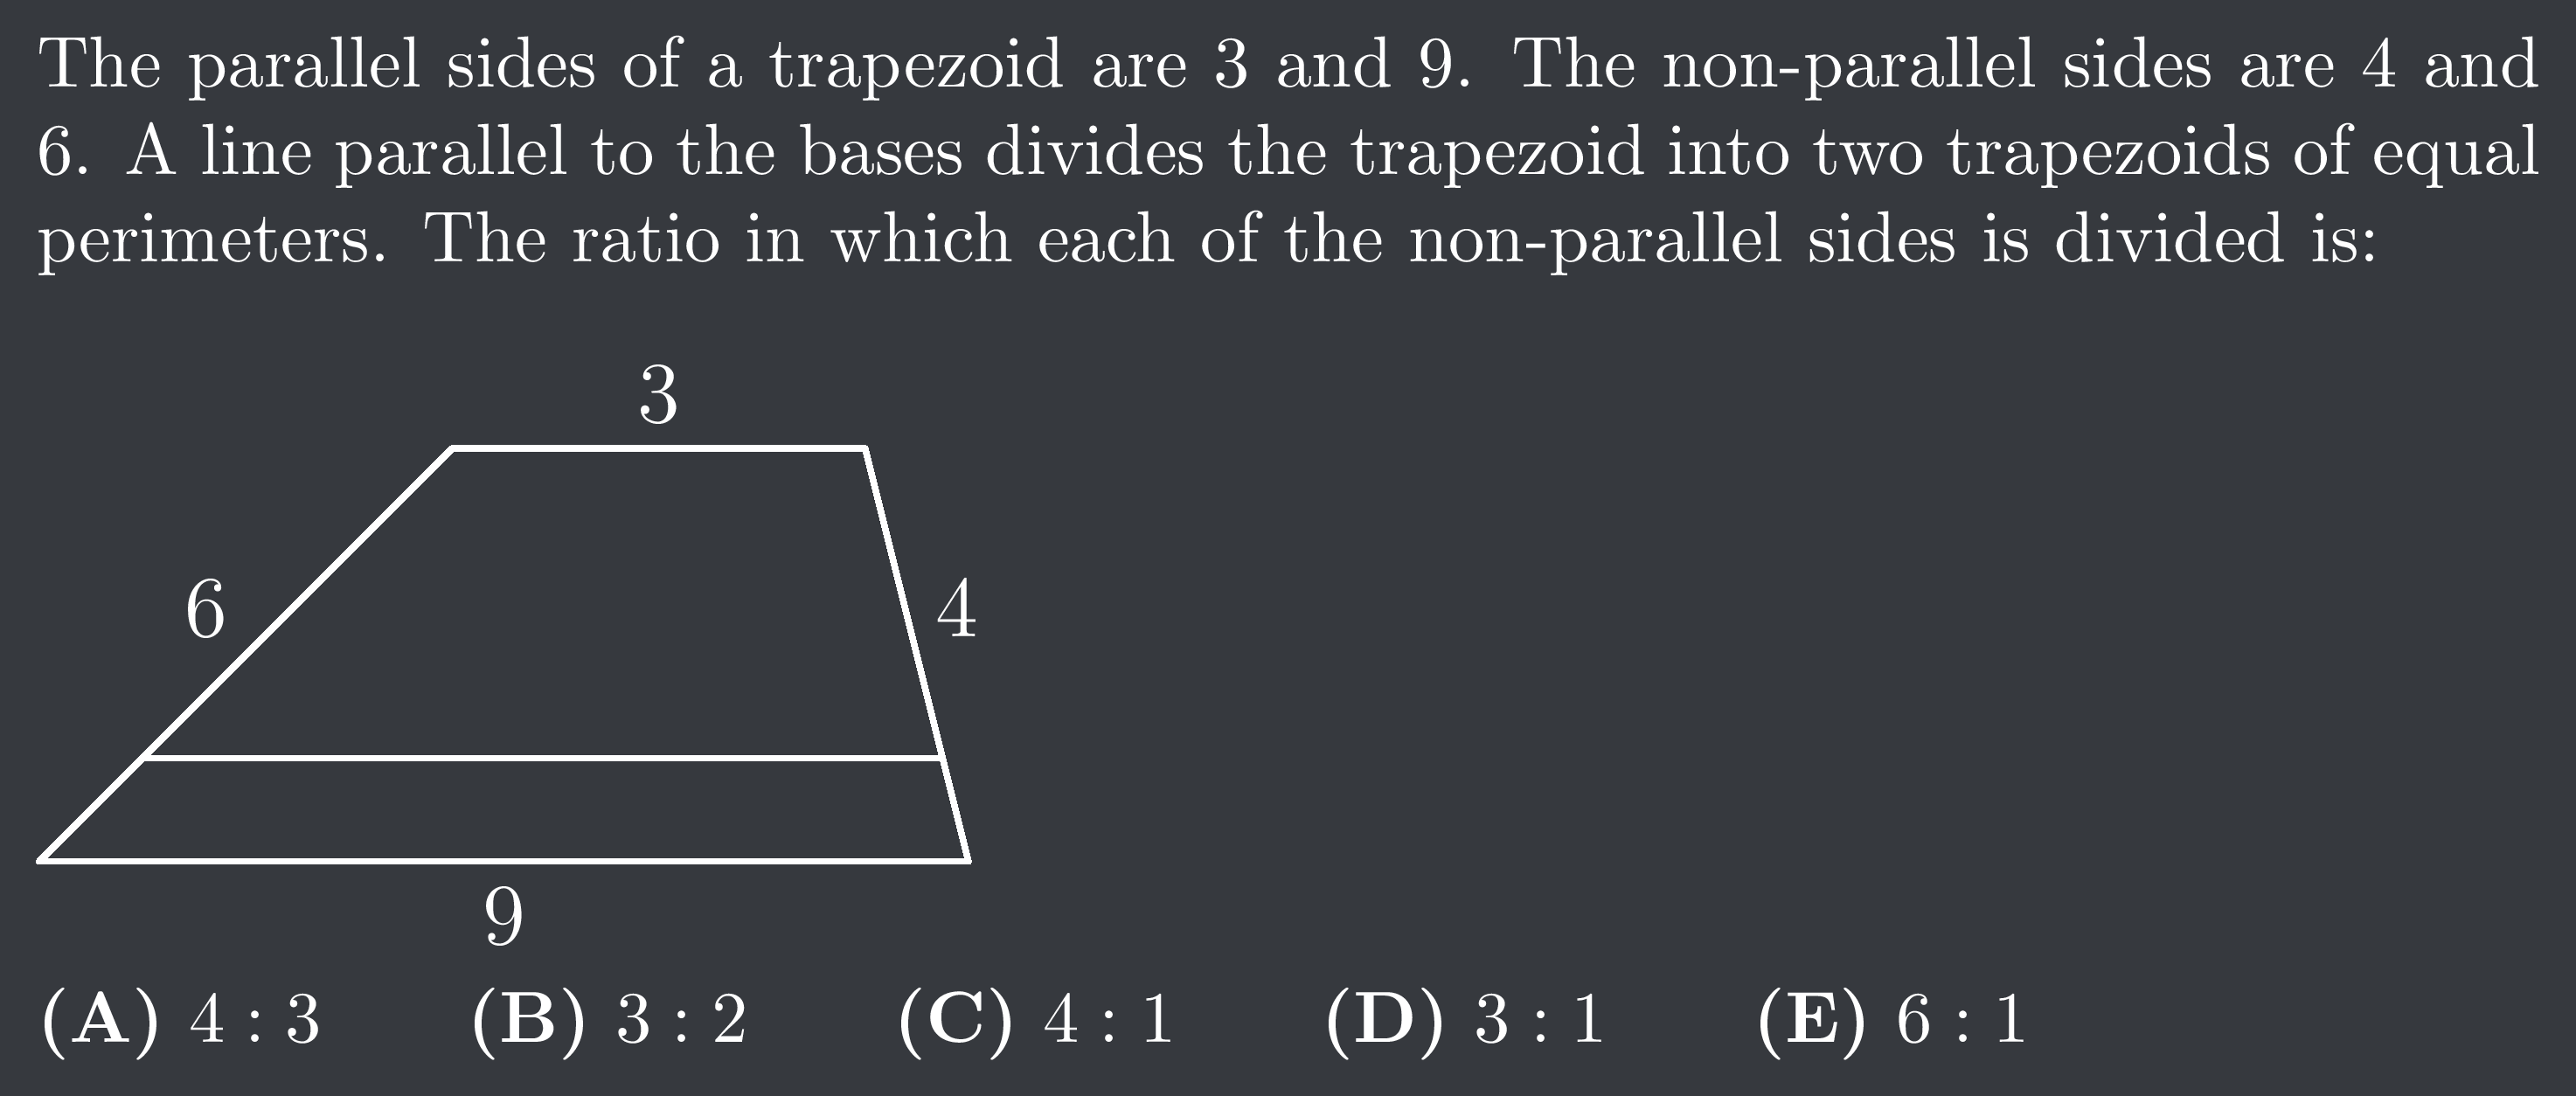 The parallel sides of a trapezoid are 3 and 9. The non-parallel sides are 4 and
6. A line parallel to the bases divides the trapezoid into two trapezoids of equal
perimeters. The ratio in which each of the non-parallel sides is divided is:
3
6
4
9
(A) 4 : 3 (B) 3 : 2 (C) 4 : 1 (D) 3 : 1 (E) 6 : 1